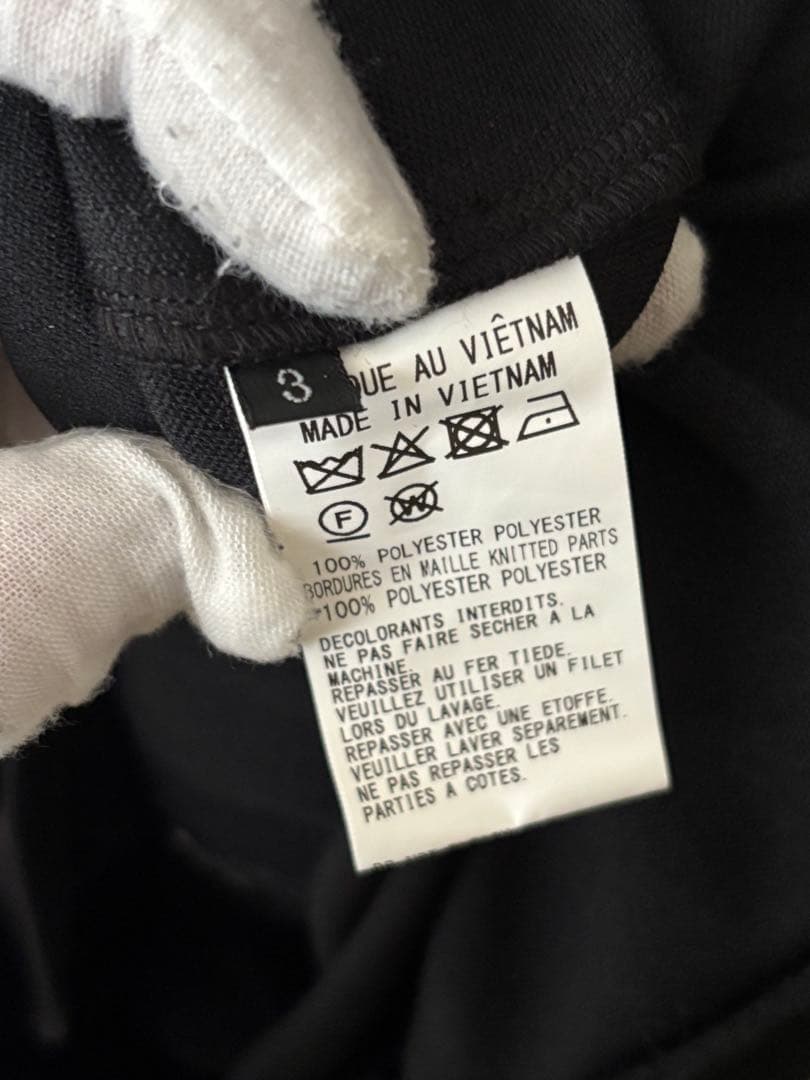 3
QUE AU VIÊTNAM
MADE IN VIETNAM
F
W
100% POLYESTER POLYESTER
BORDURES EN MAILLE KNITTED PARTS
100% POLYESTER POLYESTER
DECOLORANTS INTERDITS.
NE PAS FAIRE SECHER A LA
MACHINE.
REPASSER AU FER TIEDE.
VEUILLEZ UTILISER UN FILET
LORS DU LAVAGE.
REPASSER AVEC UNE ETOFFE.
VEUILLER LAVER SEPAREMENT.
NE PAS REPASSER LES
PARTIES A COTES.